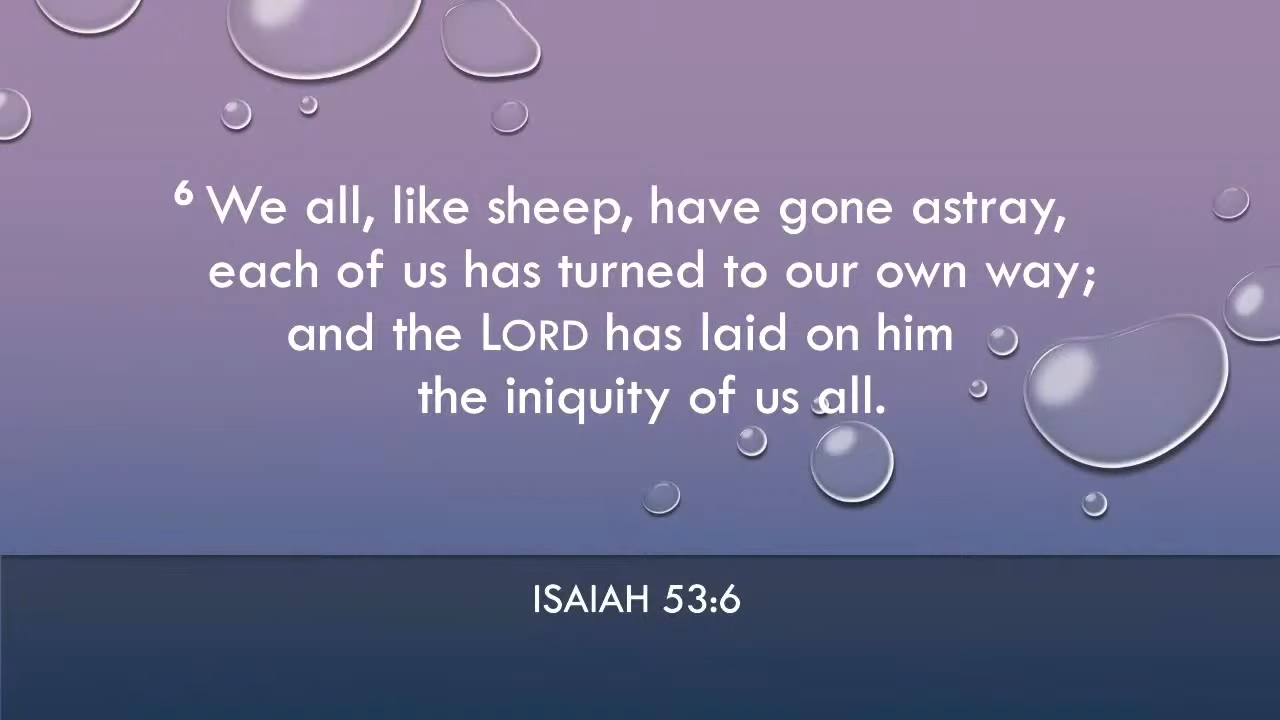 ⁶ We all, like sheep, have gone astray,
each of us has turned to our own way;
and the LORD has laid on him
the iniquity of us all.
ISAIAH 53:6